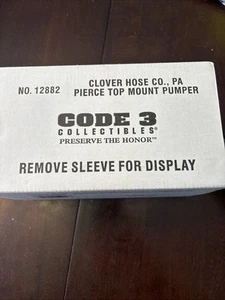 CLOVER HOSE CO., PA
NO. 12882 PIERCE TOP MOUNT PUMPER
CODE 3
COLLECTIBLES®
PRESERVE THE HONOR™
REMOVE SLEEVE FOR DISPLAY